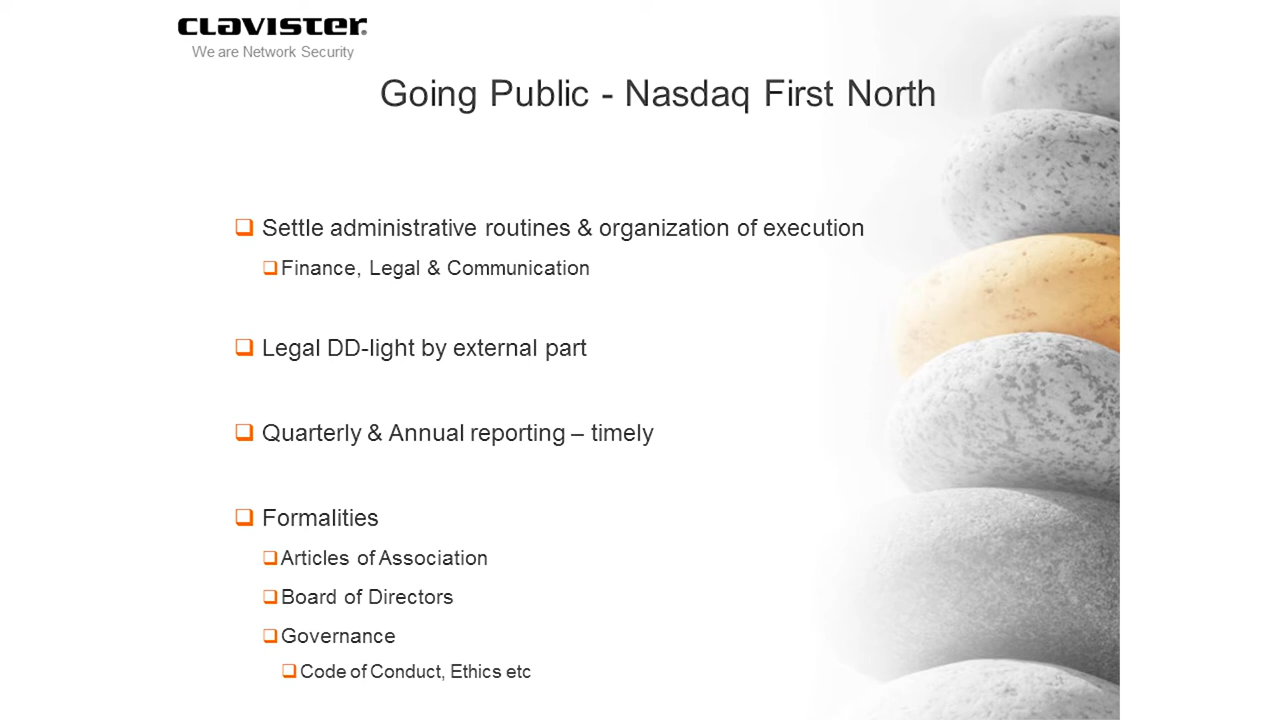 CLAVISTER®
We are Network Security
Going Public - Nasdaq First North
Settle administrative routines & organization of execution
Finance, Legal & Communication
Legal DD-light by external part
Quarterly & Annual reporting – timely
Formalities
Articles of Association
Board of Directors
Governance
Code of Conduct, Ethics etc